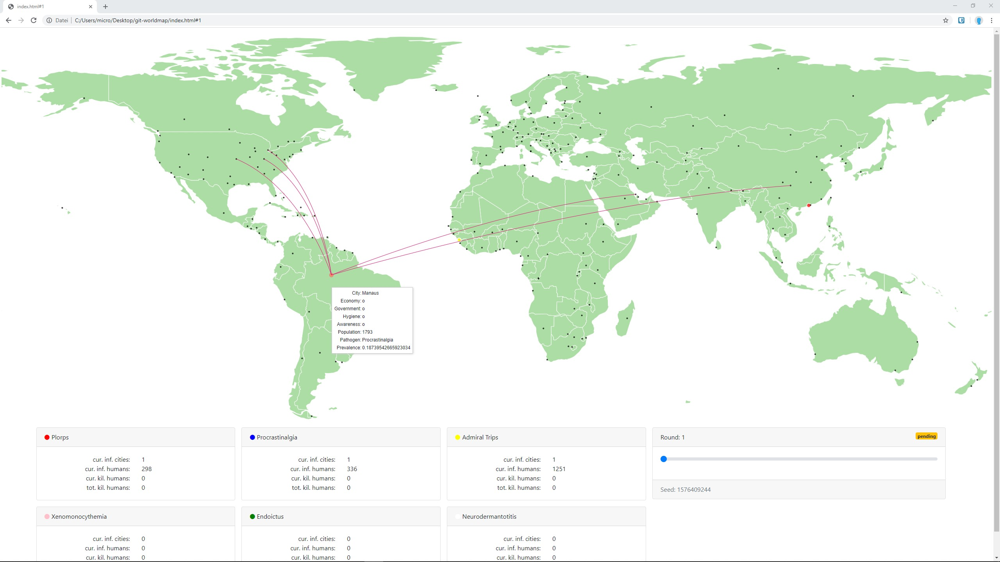 index.html#1
Datei C:/Users/micro/Desktop/git-worldmap/index.html#1
City: Manaus
Economy: o
Government: o
Hygiene: o
Awareness: o
Population: 1793
Pathogen: Procrastinalgia
Prevalence: 0.18739542665923034
Plorps
cur. inf. cities: 1
cur. inf. humans: 298
cur. kil. humans: 0
tot. kil. humans: 0
Procrastinalgia
cur. inf. cities: 1
cur. inf. humans: 336
cur. kil. humans: 0
tot. kil. humans: 0
Admiral Trips
cur. inf. cities: 1
cur. inf. humans: 1251
cur. kil. humans: 0
tot. kil. humans: 0
Round: 1 pending
Seed: 1576409244
Xenomonocythemia
cur. inf. cities: 0
cur. inf. humans: 0
cur. kil. humans: 0
Endoictus
cur. inf. cities: 0
cur. inf. humans: 0
cur. kil. humans: 0
Neurodermantotitis
cur. inf. cities: 0
cur. inf. humans: 0
cur. kil. humans: 0